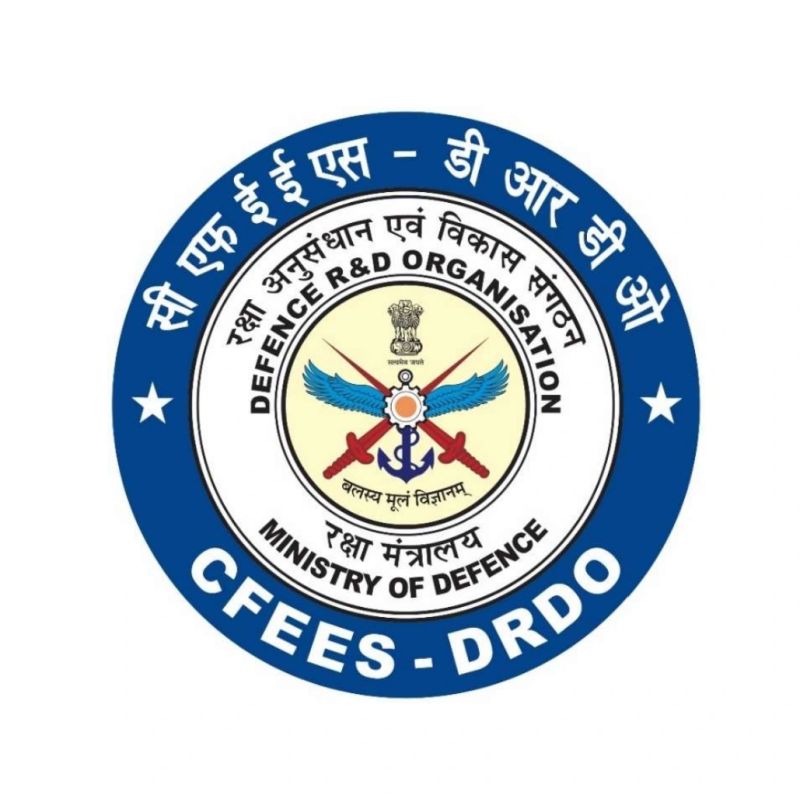 सी एफ ई ई एस - डी आर डी ओ
रक्षा अनुसंधान एवं विकास संगठन
DEFENCE R&D ORGANISATION
सत्यमेव जयते
बलस्य मूलं विज्ञानम्
रक्षा मंत्रालय
MINISTRY OF DEFENCE
CFEES - DRDO